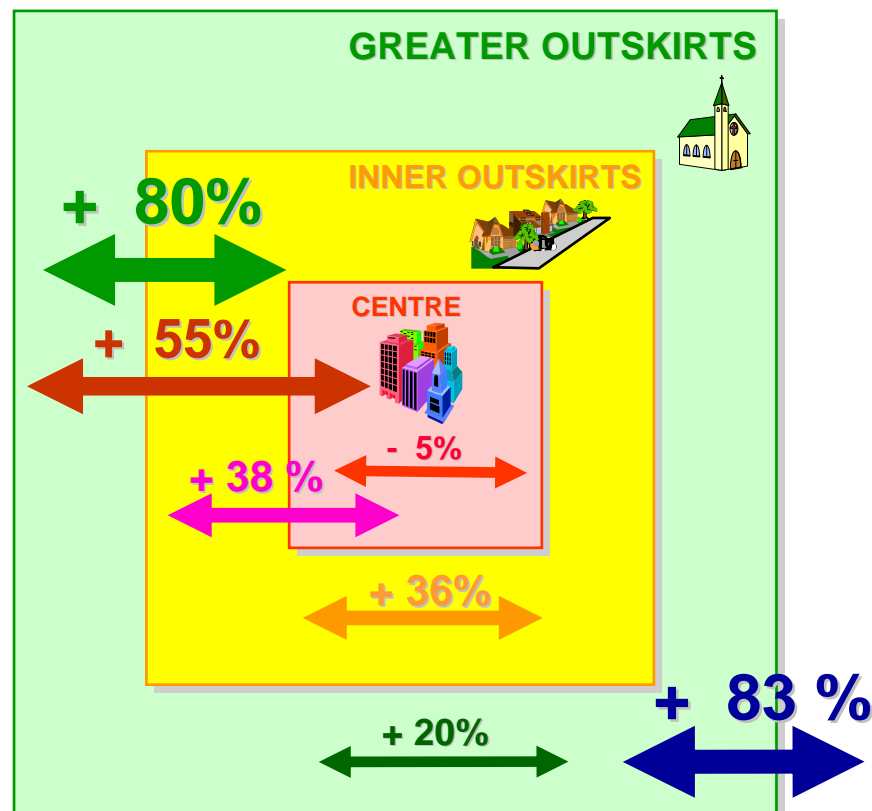 GREATER OUTSKIRTS
INNER OUTSKIRTS
+ 80%
CENTRE
+ 55%
- 5%
+ 38 %
+ 36%
+ 83 %
+ 20%